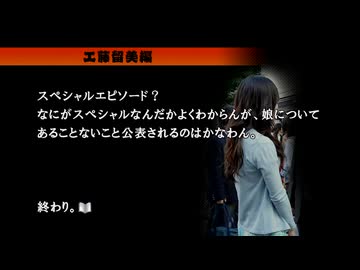 工藤留美編
スペシャルエピソード？
なにがスペシャルなんだかよくわからんが、娘について
あることないこと公表されるのはかなわん。
終わり。